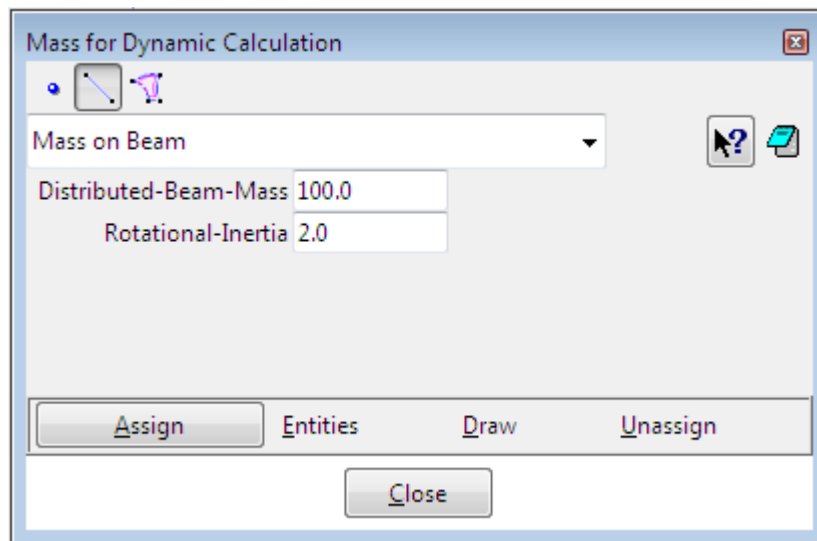 Mass for Dynamic Calculation
Mass on Beam
Distributed-Beam-Mass 100.0
Rotational-Inertia 2.0
Assign Entities Draw Unassign
Close